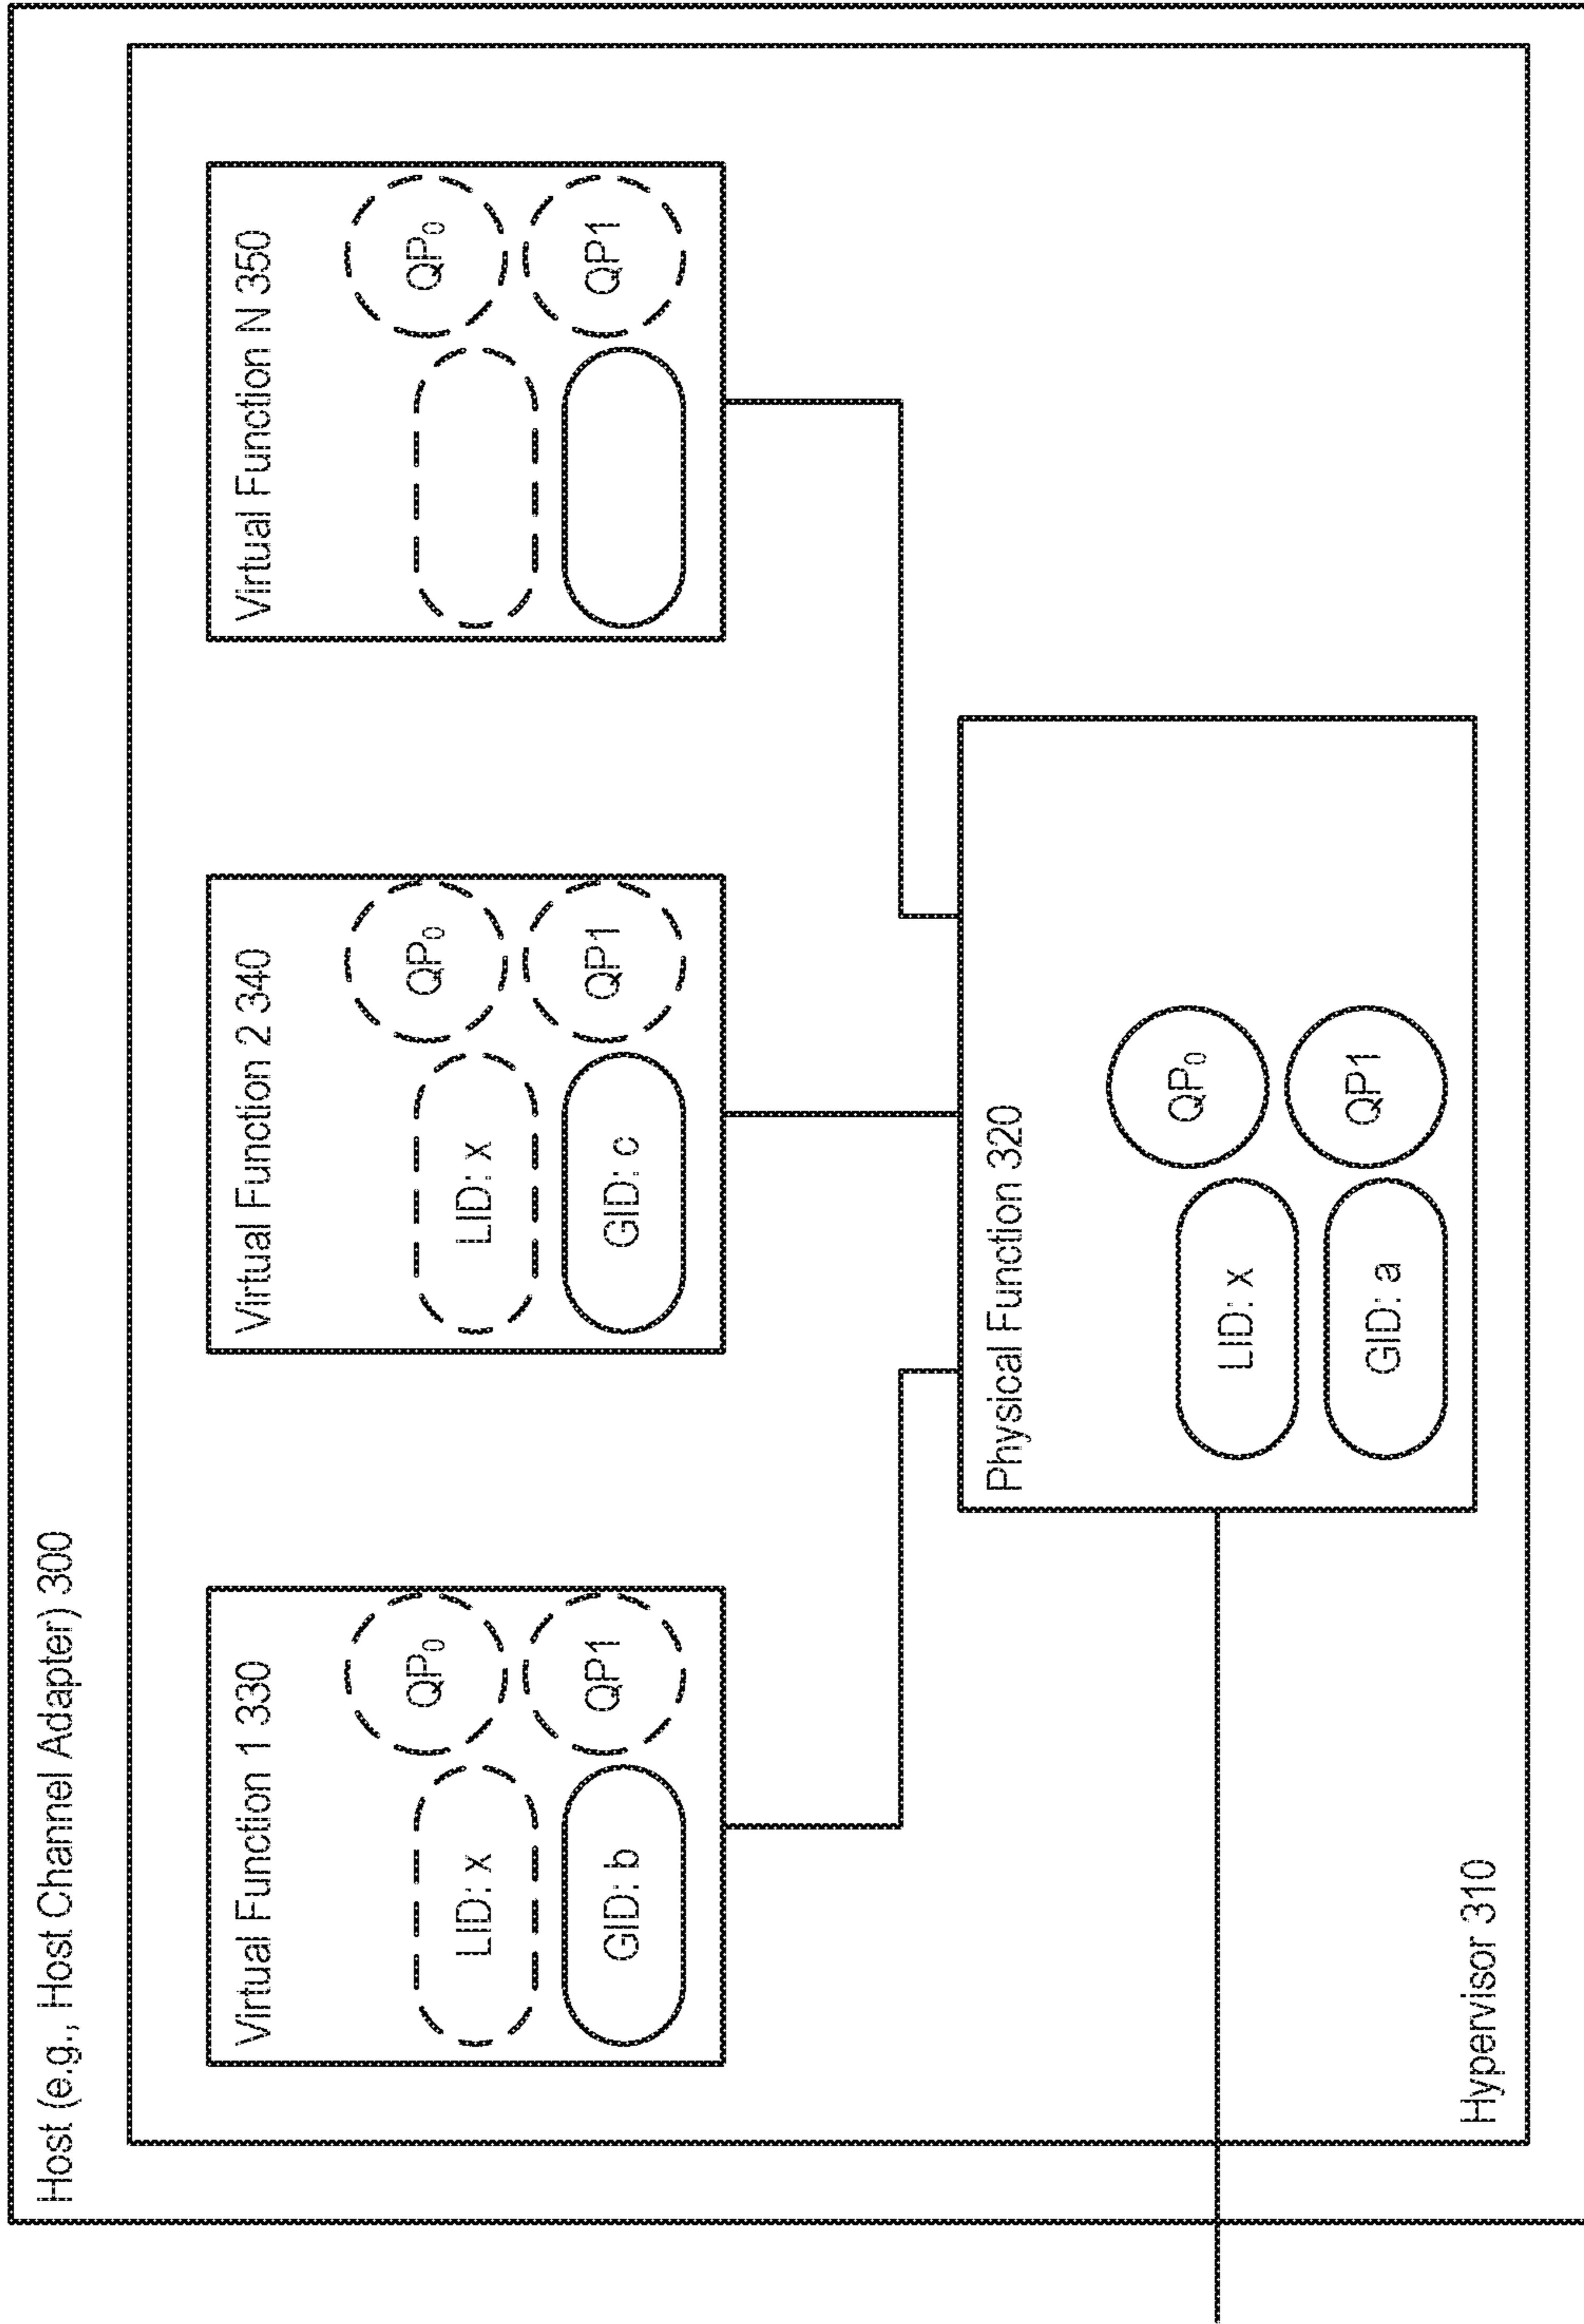 Host (e.g., Host Channel Adapter) 300
Virtual Function 1 330
QP0
LID: x
QP1
GID: b
Virtual Function 2 340
QP0
LID: x
QP1
GID: c
Virtual Function N 350
QP0
QP1
Physical Function 320
QP0
LID: x
QP1
GID: a
Hypervisor 310